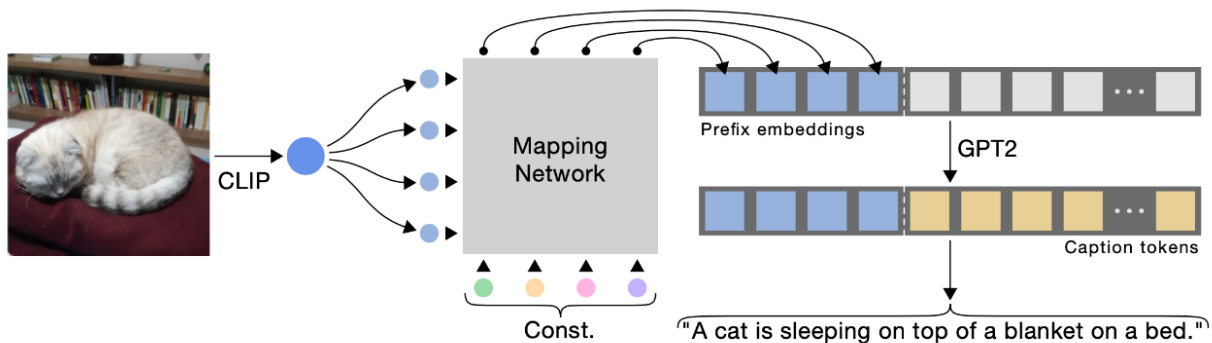 CLIP
Mapping
Network
Const.
Prefix embeddings
GPT2
Caption tokens
"A cat is sleeping on top of a blanket on a bed."